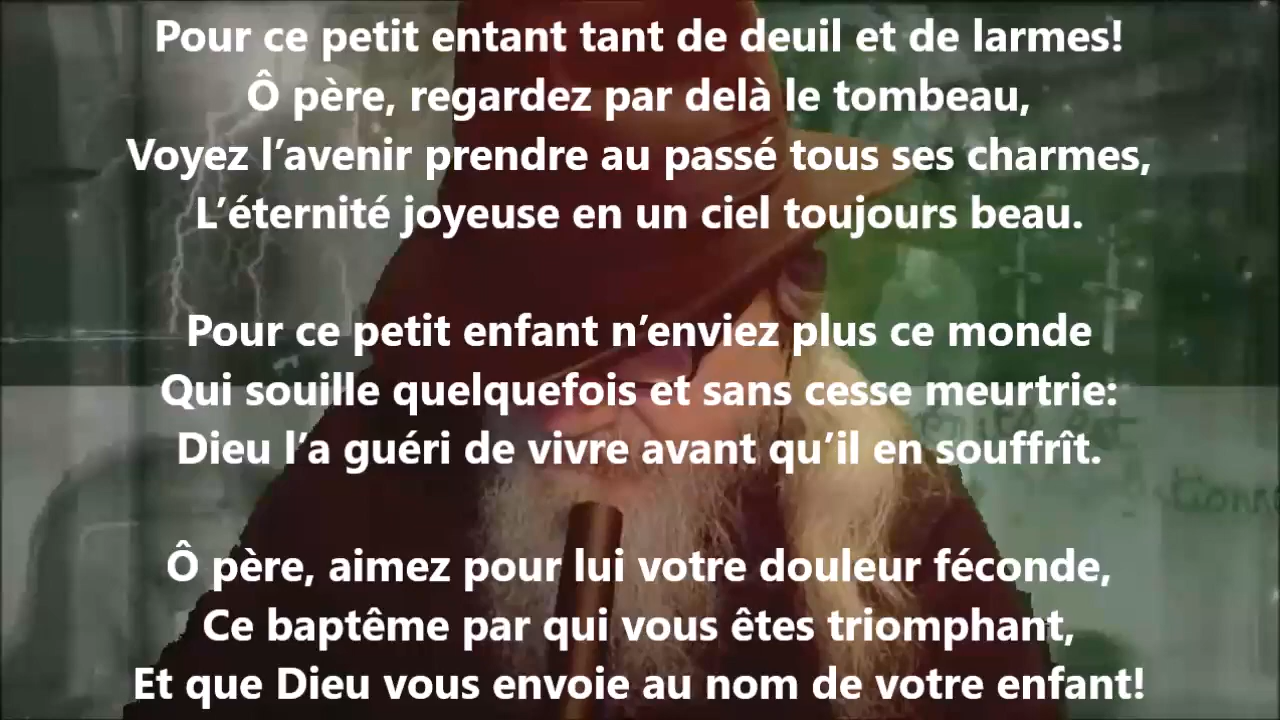 Pour ce petit entant tant de deuil et de larmes!
Ô père, regardez par delà le tombeau,
Voyez l’avenir prendre au passé tous ses charmes,
L’éternité joyeuse en un ciel toujours beau.
Pour ce petit enfant n’enviez plus ce monde
Qui souille quelquefois et sans cesse meurtrie:
Dieu l’a guéri de vivre avant qu’il en souffrît.
Ô père, aimez pour lui votre douleur féconde,
Ce baptême par qui vous êtes triomphant,
Et que Dieu vous envoie au nom de votre enfant!